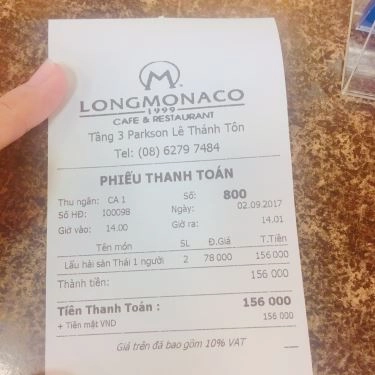 M
LONGMONACO
1999
CAFE & RESTAURANT
Tầng 3 Parkson Lê Thánh Tôn
Tel: (08) 6279 7484
PHIẾU THANH TOÁN
Thu ngân: CA 1 Số: 800
Số HĐ: 100098 Ngày: 02.09.2017
Giờ vào: 14.00 Giờ ra: 14.01
Tên món SL Đ.Giá T.Tiền
Lẩu hải sản Thái 1 người 2 78 000 156 000
Thành tiền: 156 000
Tiền Thanh Toán : 156 000
+ Tiền mặt VND 156 000
Giá trên đã bao gồm 10% VAT